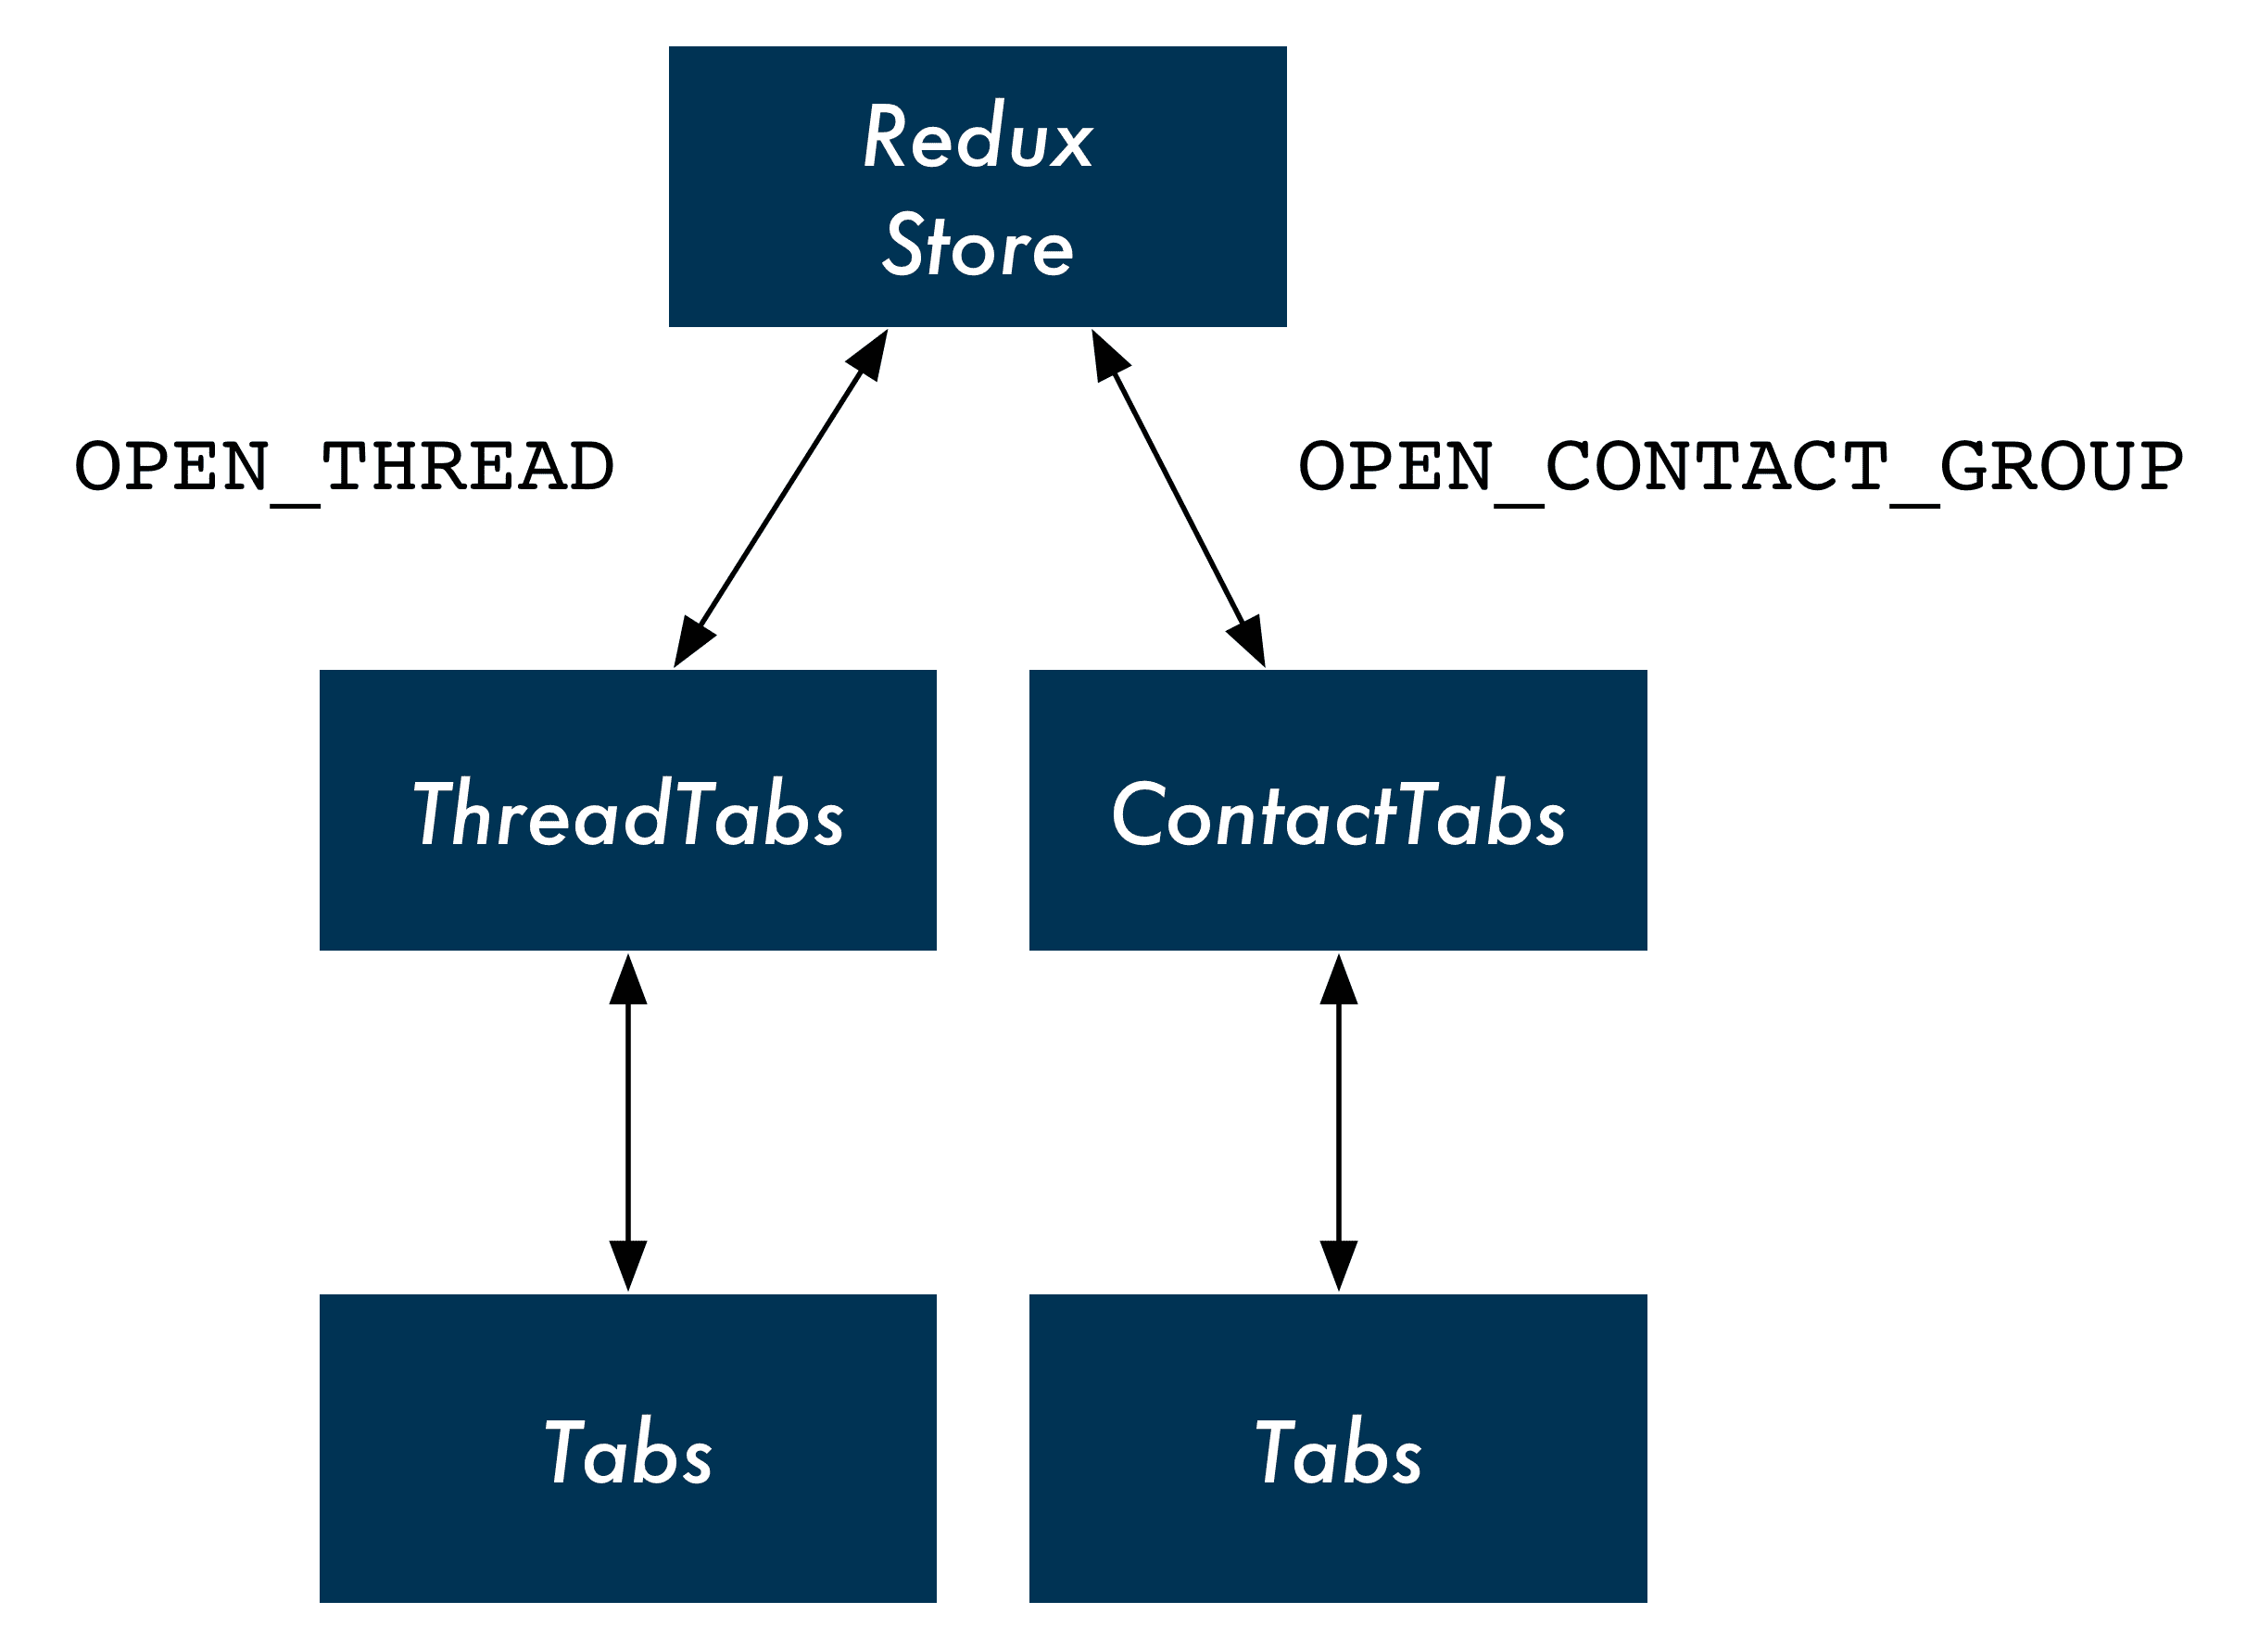 Redux
Store
OPEN_THREAD
OPEN_CONTACT_GROUP
ThreadTabs
ContactTabs
Tabs
Tabs